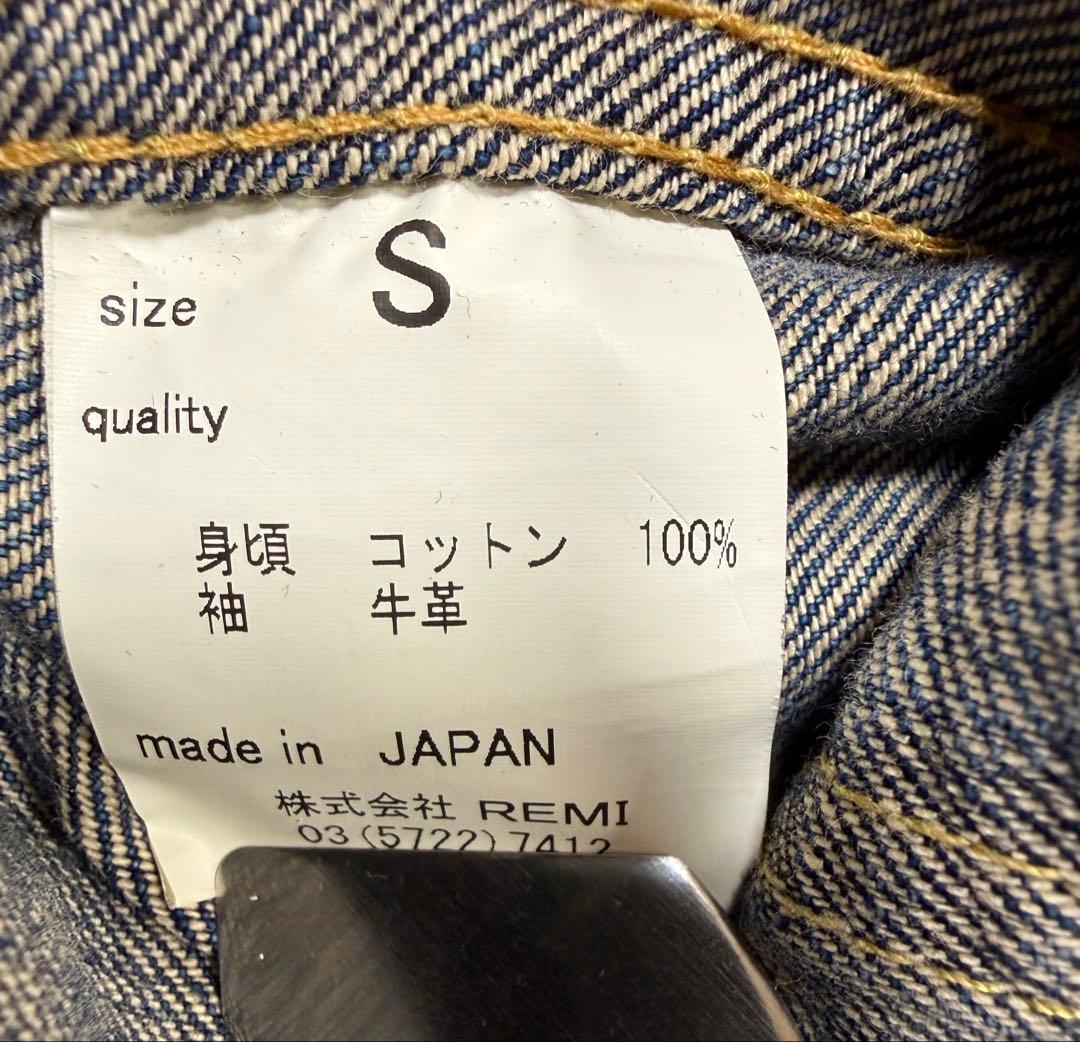 size S
quality
身頃 コットン 100%
袖 牛革
made in JAPAN
株式会社 REMI
03(5722)7412